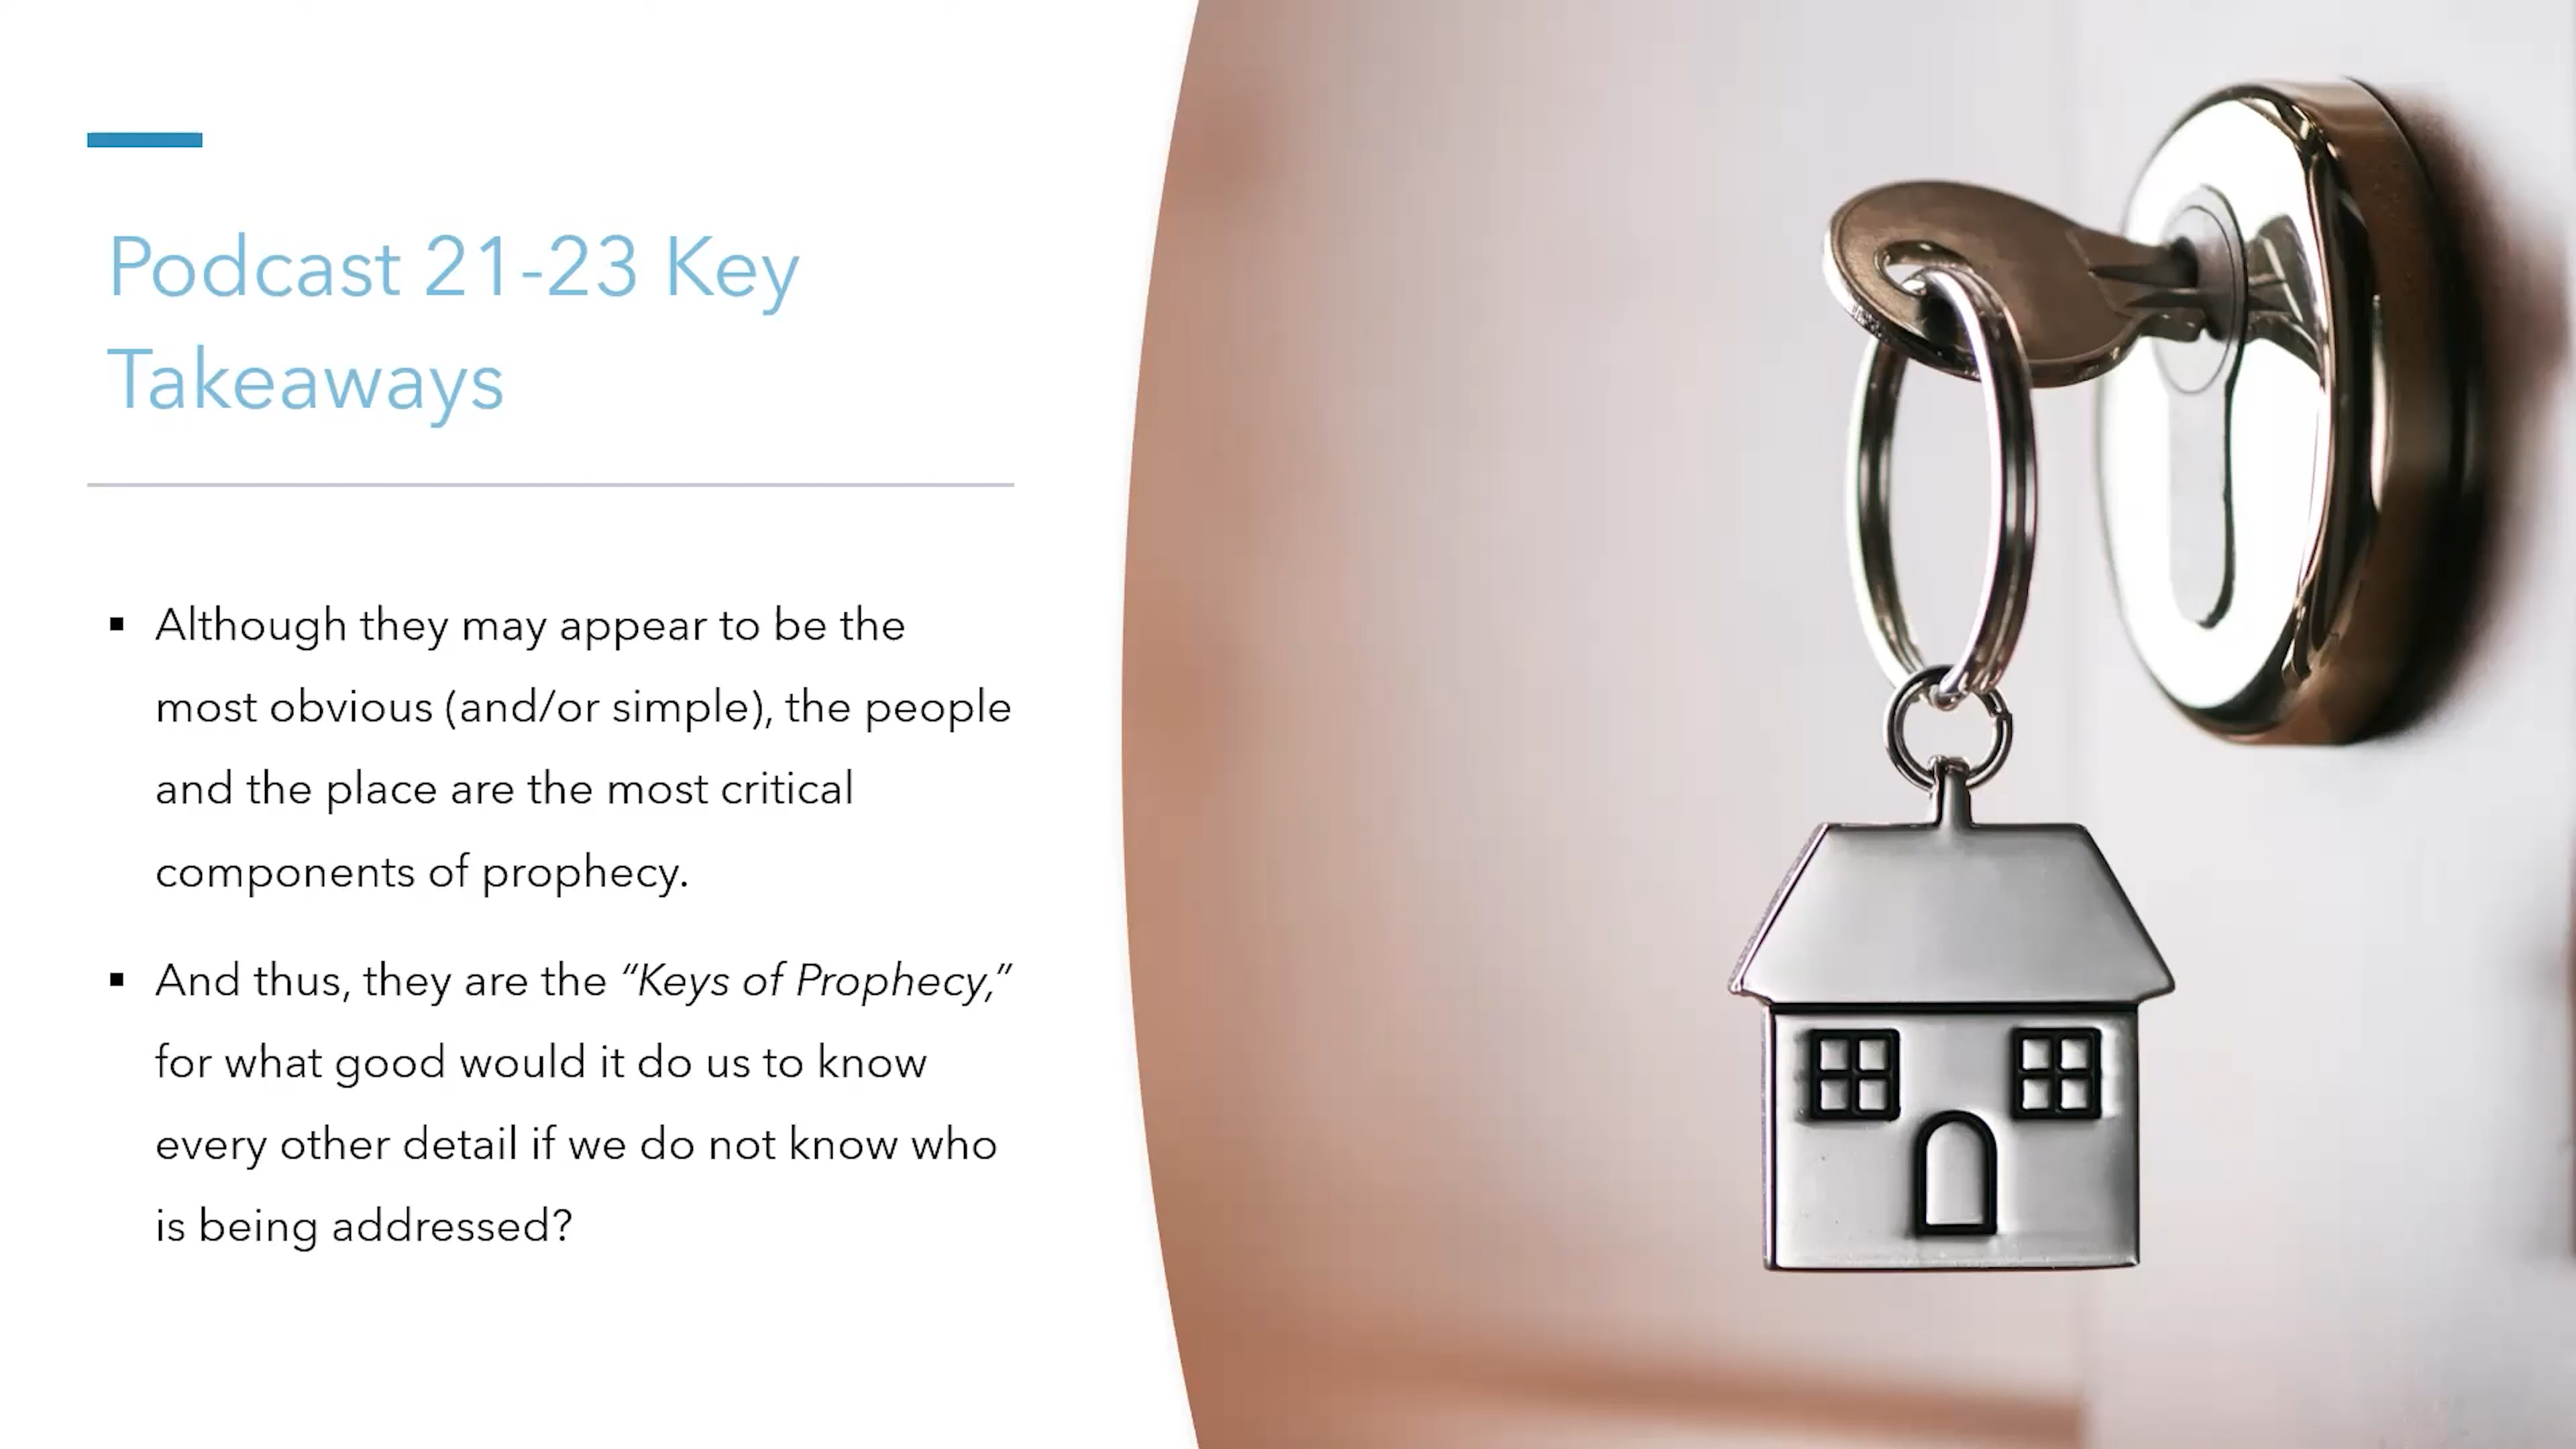 Podcast 21-23 Key
Takeaways
▪ Although they may appear to be the
most obvious (and/or simple), the people
and the place are the most critical
components of prophecy.
▪ And thus, they are the “Keys of Prophecy,”
for what good would it do us to know
every other detail if we do not know who
is being addressed?